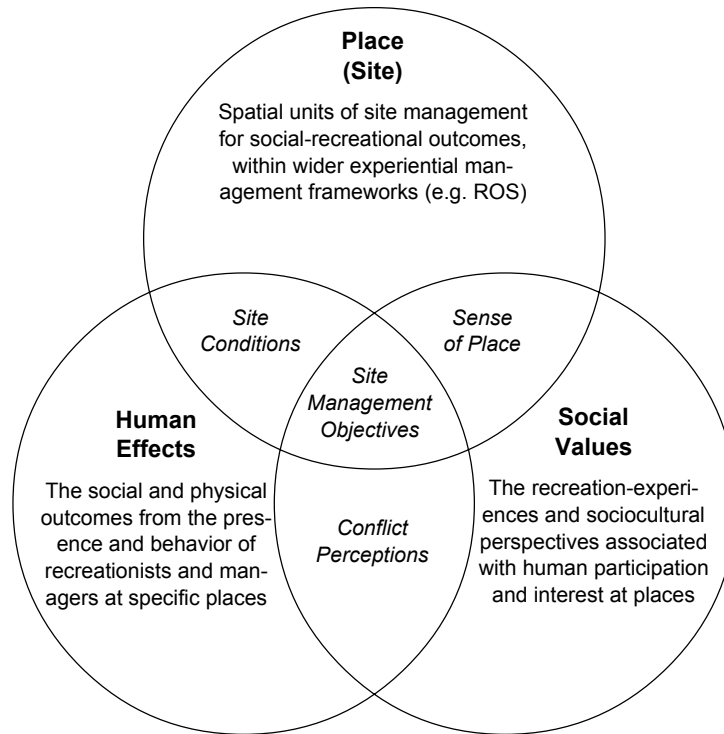 Place
(Site)
Spatial units of site management
for social-recreational outcomes,
within wider experiential man-
agement frameworks (e.g. ROS)
Site
Conditions
Sense
of Place
Site
Management
Objectives
Human
Effects
The social and physical
outcomes from the pres-
ence and behavior of
recreationists and man-
agers at specific places
Social
Values
The recreation-experi-
ences and sociocultural
perspectives associated
with human participation
and interest at places
Conflict
Perceptions